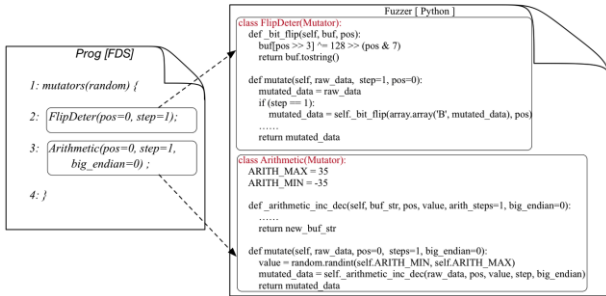 Prog [FDS]
1: mutators(random) {
2: FlipDeter(pos=0, step=1);
3: Arithmetic(pos=0, step=1,
big_endian=0) ;
4: }
Fuzzer [ Python ]
class FlipDeter(Mutator):
def _bit_flip(self, buf, pos):
buf[pos >> 3] ^= 128 >> (pos & 7)
return buf.tostring()
def mutate(self, raw_data, step=1, pos=0):
mutated_data = raw_data
if (step == 1):
mutated_data = self._bit_flip(array.array('B', mutated_data), pos)
......
return mutated_data
class Arithmetic(Mutator):
ARITH_MAX = 35
ARITH_MIN = -35
def _arithmetic_inc_dec(self, buf_str, pos, value, arith_steps=1, big_endian=0):
......
return new_buf_str
def mutate(self, raw_data, pos=0, steps=1, big_endian=0):
value = random.randint(self.ARITH_MIN, self.ARITH_MAX)
mutated_data = self._arithmetic_inc_dec(raw_data, pos, value, step, big_endian)
return mutated_data